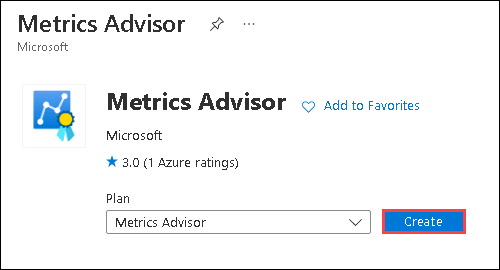 Metrics Advisor
Microsoft
Metrics Advisor
Add to Favorites
Microsoft
3.0 (1 Azure ratings)
Plan
Metrics Advisor
Create